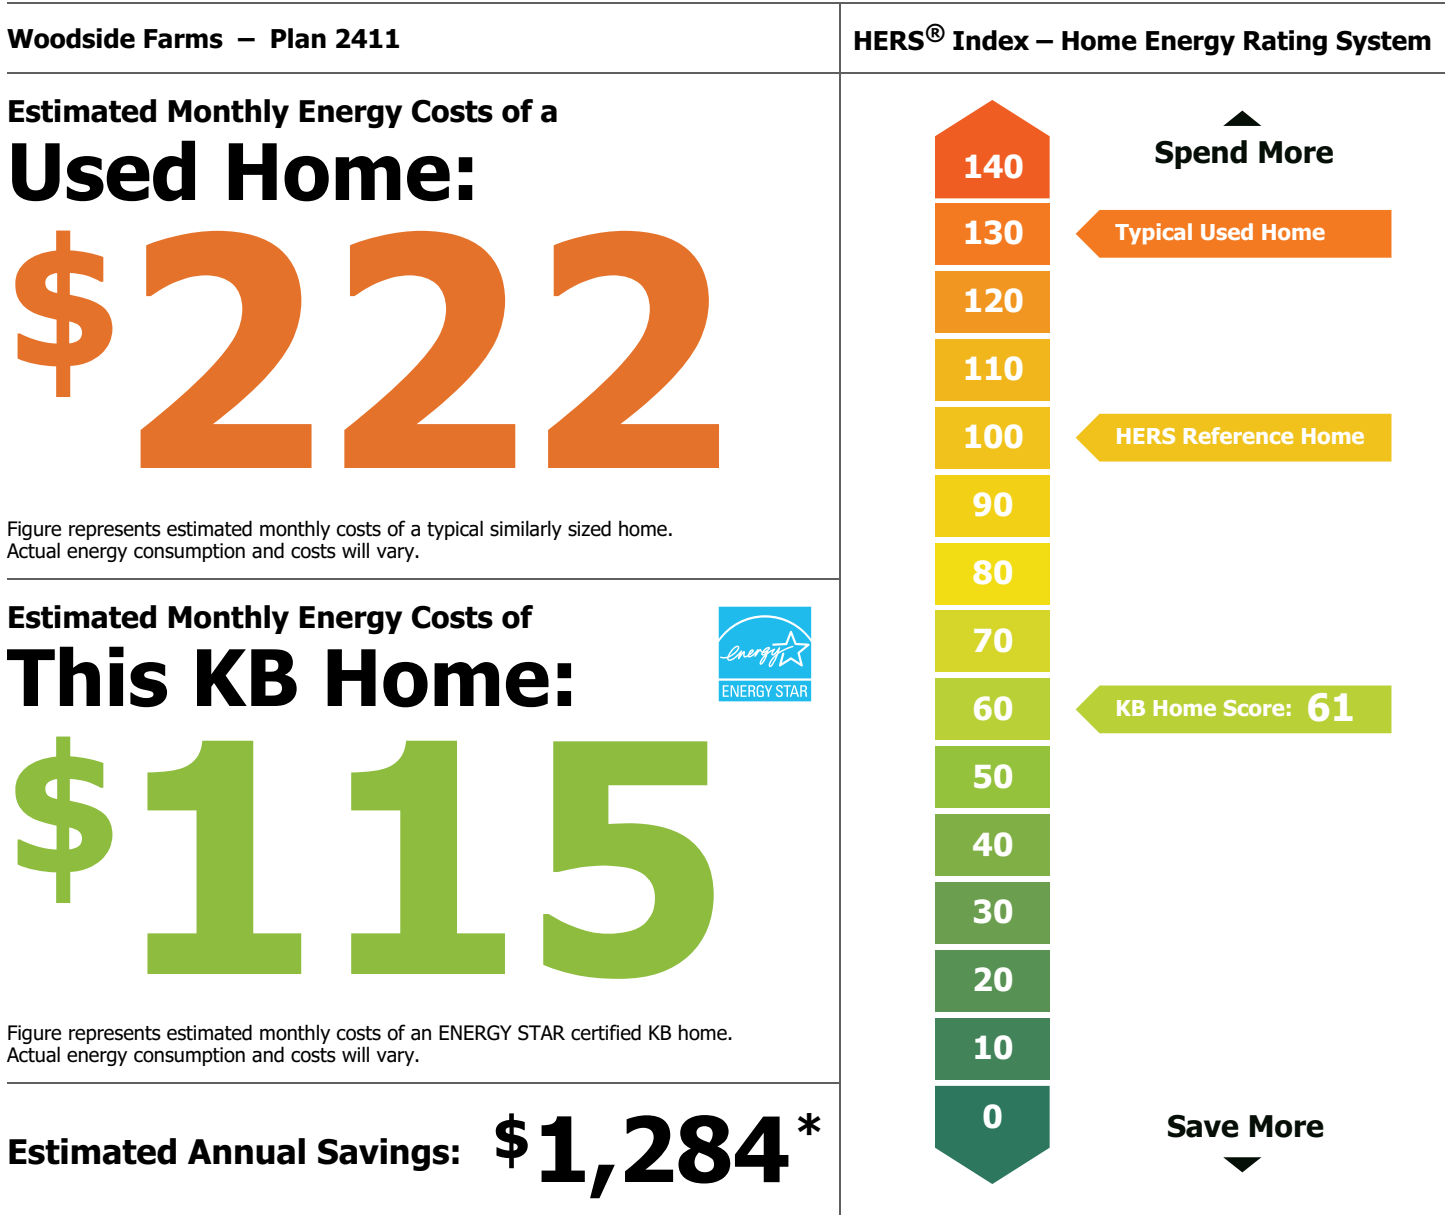 Woodside Farms – Plan 2411
Estimated Monthly Energy Costs of a
Used Home:
$222
Figure represents estimated monthly costs of a typical similarly sized home.
Actual energy consumption and costs will vary.
Estimated Monthly Energy Costs of
This KB Home:
energy
ENERGY STAR
$115
Figure represents estimated monthly costs of an ENERGY STAR certified KB home.
Actual energy consumption and costs will vary.
Estimated Annual Savings: $1,284*
HERS® Index – Home Energy Rating System
Spend More
140
130 Typical Used Home
120
110
100 HERS Reference Home
90
80
70
60 KB Home Score: 61
50
40
30
20
10
0
Save More